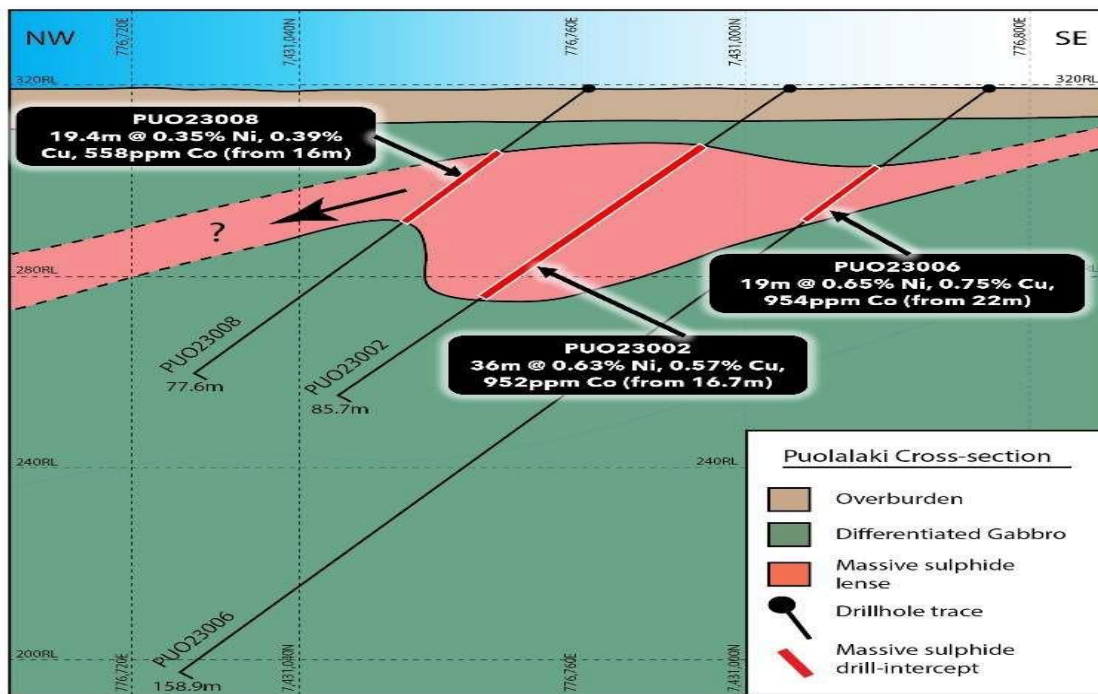 NW
776,720E
7,431,040N
776,760E
7,431,000N
776,800E
SE
320RL
320RL
PUO23008
19.4m @ 0.35% Ni, 0.39%
Cu, 558ppm Co (from 16m)
?
280RL
PUO23006
19m @ 0.65% Ni, 0.75% Cu,
954ppm Co (from 22m)
PUO23002
36m @ 0.63% Ni, 0.57% Cu,
952ppm Co (from 16.7m)
PUO23008
77.6m
PUO23002
85.7m
240RL
240RL
PUO23006
158.9m
200RL
776,720E
7,431,040N
776,760E
7,431,000N
Puolalaki Cross-section
Overburden
Differentiated Gabbro
Massive sulphide
lense
Drillhole trace
Massive sulphide
drill-intercept